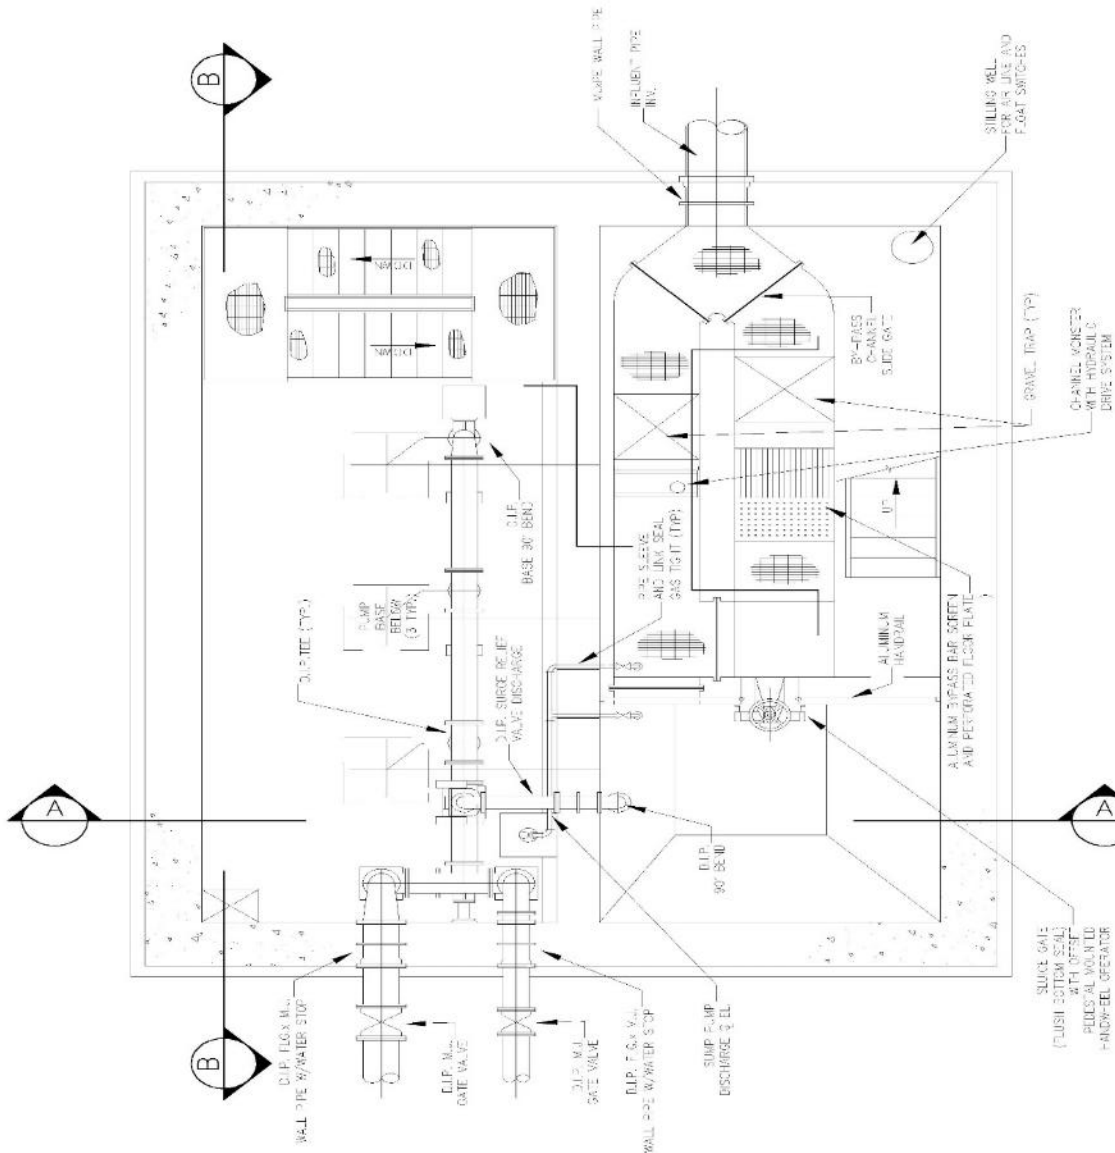 B
B
A
A
M.JxPE WALL PIPE
INFLUENT PIPE
INV.
STILLING WELL
FOR AIR LINE AND
FLOAT SWITCHES
DOWN
DOWN
BY-PASS
CHANNEL
SLIDE GATE
GRAVEL TRAP (TYP)
CHANNEL MONSTER
WITH HYDRAULIC
DRIVE SYSTEM
D.I.P.
BASE 90° BEND
PIPE SLEEVE
AND LINK SEAL
GAS TIGHT (TYP)
UP
PUMP
BASE
BELOW
(3 TYP.)
D.I.P. TEE (TYP.)
D.I.P. SURGE RELIEF
VALVE DISCHARGE
ALUMINUM
HANDRAIL
ALUMINUM BYPASS BAR SCREEN
AND PERFORATED FLOOR PLATE
D.I.P.
90° BEND
SLUICE GATE
(FLUSH BOTTOM SEAL)
WITH OFFSET
PEDESTAL MOUNTED
HANDWHEEL OPERATOR
D.I.P. FLG x M.J.
WALL PIPE W/WATER STOP
D.I.P. M.J.
GATE VALVE
D.I.P. M.J.
GATE VALVE
D.I.P. FLG x M.J.
WALL PIPE W/WATER STOP
SUMP PUMP
DISCHARGE @ EL.